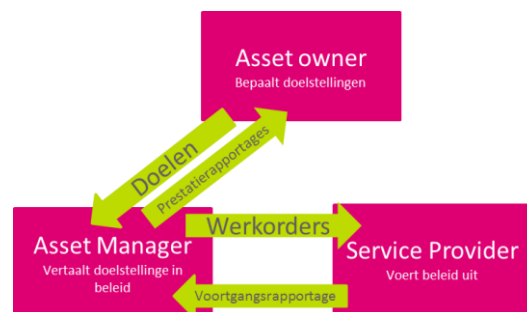 Asset owner
Bepaalt doelstellingen
Doelen
Prestatierapportages
Asset Manager
Vertaalt doelstellinge in
beleid
Werkorders
Service Provider
Voert beleid uit
Voortgangsrapportage